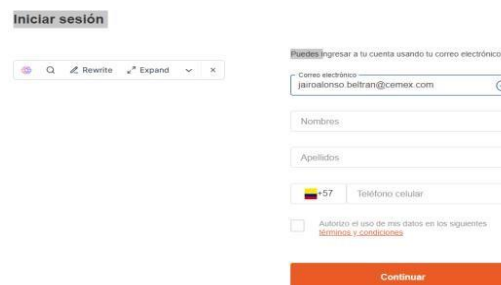 Iniciar sesión
Puedes ingresar a tu cuenta usando tu correo electrónico
Rewrite Expand
Correo electrónico
jairoalonso.beltran@cemex.com
Nombres
Apellidos
+57 Teléfono celular
Autorizo el uso de mis datos en los siguientes
términos y condiciones
Continuar